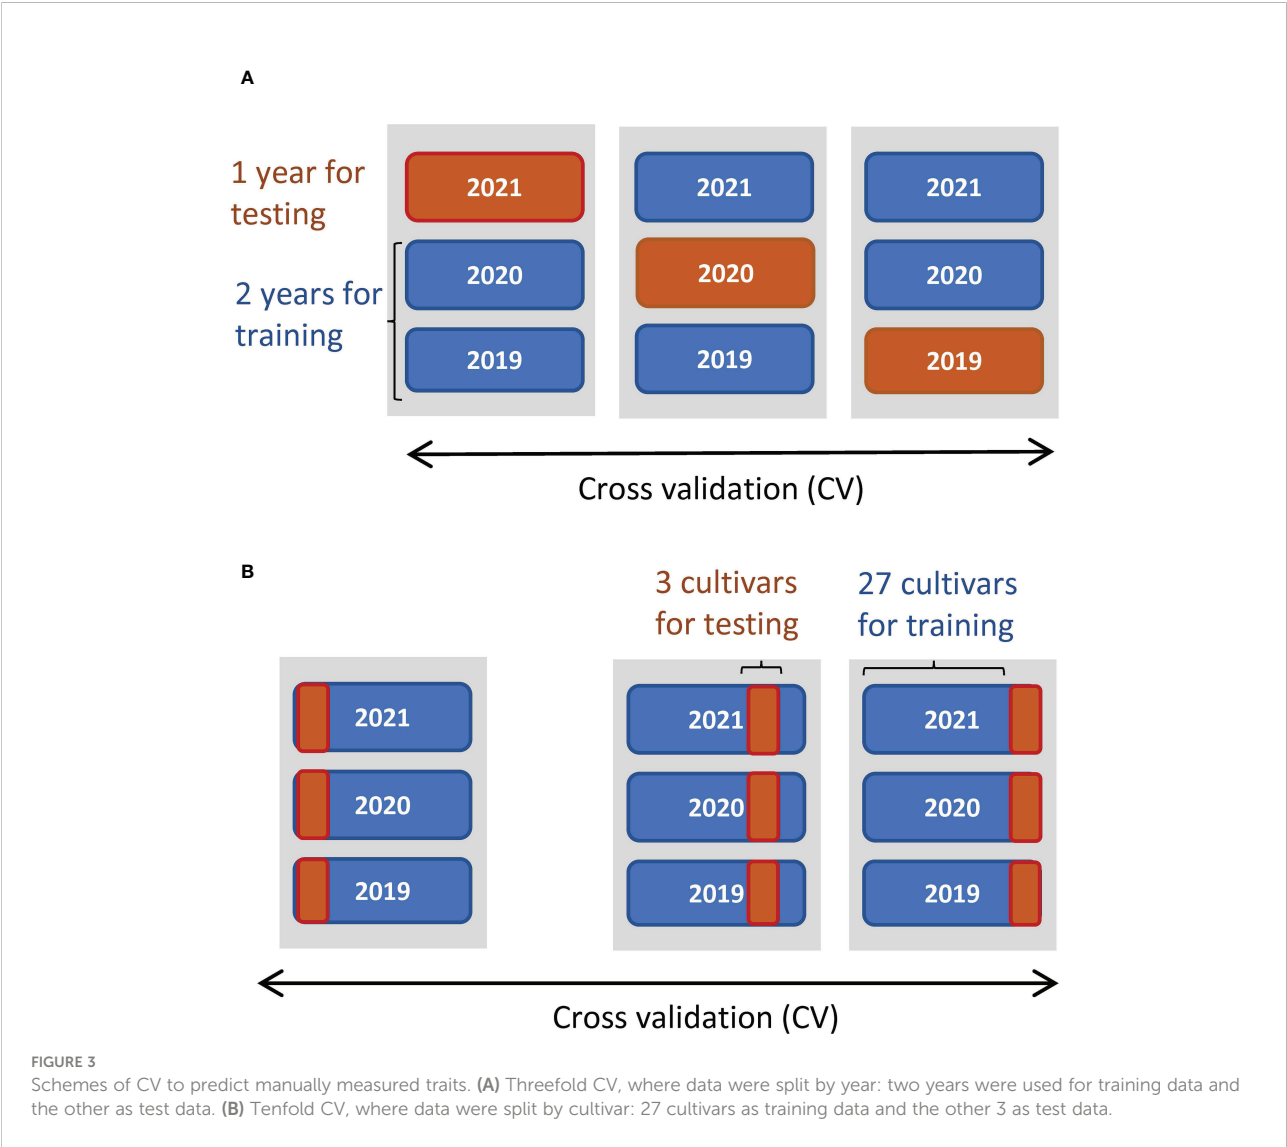 A
1 year for
testing
2 years for
training
2021
2020
2019
2021
2020
2019
2021
2020
2019
Cross validation (CV)
B
3 cultivars
for testing
27 cultivars
for training
2021
2020
2019
2021
2020
2019
2021
2020
2019
Cross validation (CV)
FIGURE 3
Schemes of CV to predict manually measured traits. (A) Threefold CV, where data were split by year: two years were used for training data and
the other as test data. (B) Tenfold CV, where data were split by cultivar: 27 cultivars as training data and the other 3 as test data.